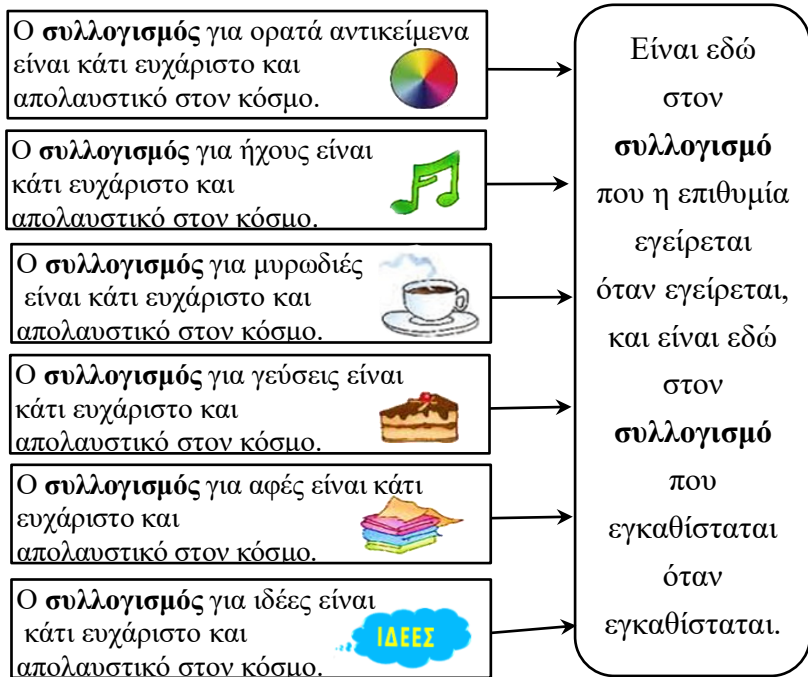 Ο συλλογισμός για ορατά αντικείμενα
είναι κάτι ευχάριστο και
απολαυστικό στον κόσμο.
Ο συλλογισμός για ήχους είναι
κάτι ευχάριστο και
απολαυστικό στον κόσμο.
Ο συλλογισμός για μυρωδιές
είναι κάτι ευχάριστο και
απολαυστικό στον κόσμο.
Ο συλλογισμός για γεύσεις είναι
κάτι ευχάριστο και
απολαυστικό στον κόσμο.
Ο συλλογισμός για αφές είναι κάτι
ευχάριστο και
απολαυστικό στον κόσμο.
Ο συλλογισμός για ιδέες είναι
κάτι ευχάριστο και
απολαυστικό στον κόσμο.
ΙΔΕΕΣ
Είναι εδώ
στον
συλλογισμό
που η επιθυμία
εγείρεται
όταν εγείρεται,
και είναι εδώ
στον
συλλογισμό
που
εγκαθίσταται
όταν
εγκαθίσταται.